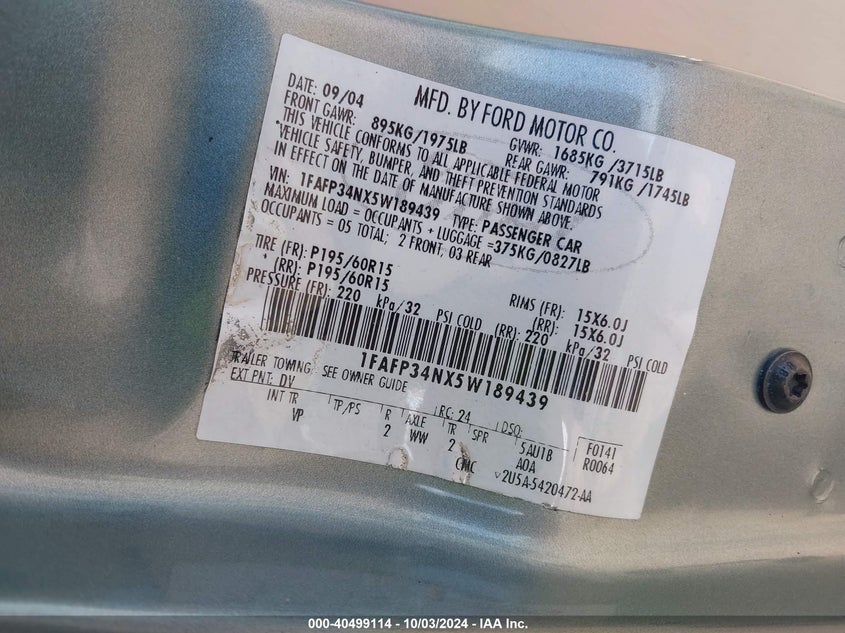 MFD. BY FORD MOTOR CO.
DATE: 09/04 GVWR: 1685KG /3715LB
FRONT GAWR: 895KG/1975LB REAR GAWR: 791KG /1745LB
*THIS VEHICLE CONFORMS TO ALL APPLICABLE FEDERAL MOTOR
VEHICLE SAFETY, BUMPER, AND THEFT PREVENTION STANDARDS
IN EFFECT ON THE DATE OF MANUFACTURE SHOWN ABOVE.
VIN: 1FAFP34NX5W189439 TYPE: PASSENGER CAR
MAXIMUM LOAD = OCCUPANTS + LUGGAGE =375KG/0827LB
OCCUPANTS = 05 TOTAL; 2 FRONT, 03 REAR
TIRE (FR): P195/60R15 RIMS (FR): 15X6.0J
(RR): P195/60R15 (RR): 15X6.0J
PRESSURE (FR): 220 kPa/32 PSI COLD (RR): 220 kPa/32 PSI COLD
1FAFP34NX5W189439
TRAILER TOWING: SEE OWNER GUIDE
EXT PNT: DV RC: 24 DSO:
INT TR TP/PS R AXLE TR SPR 5AU1B F0141
VP 2 WW 2 AOA R0064
CMC
V2U5A-5420472-AA
000-40499114 - 10/03/2024 - IAA Inc.